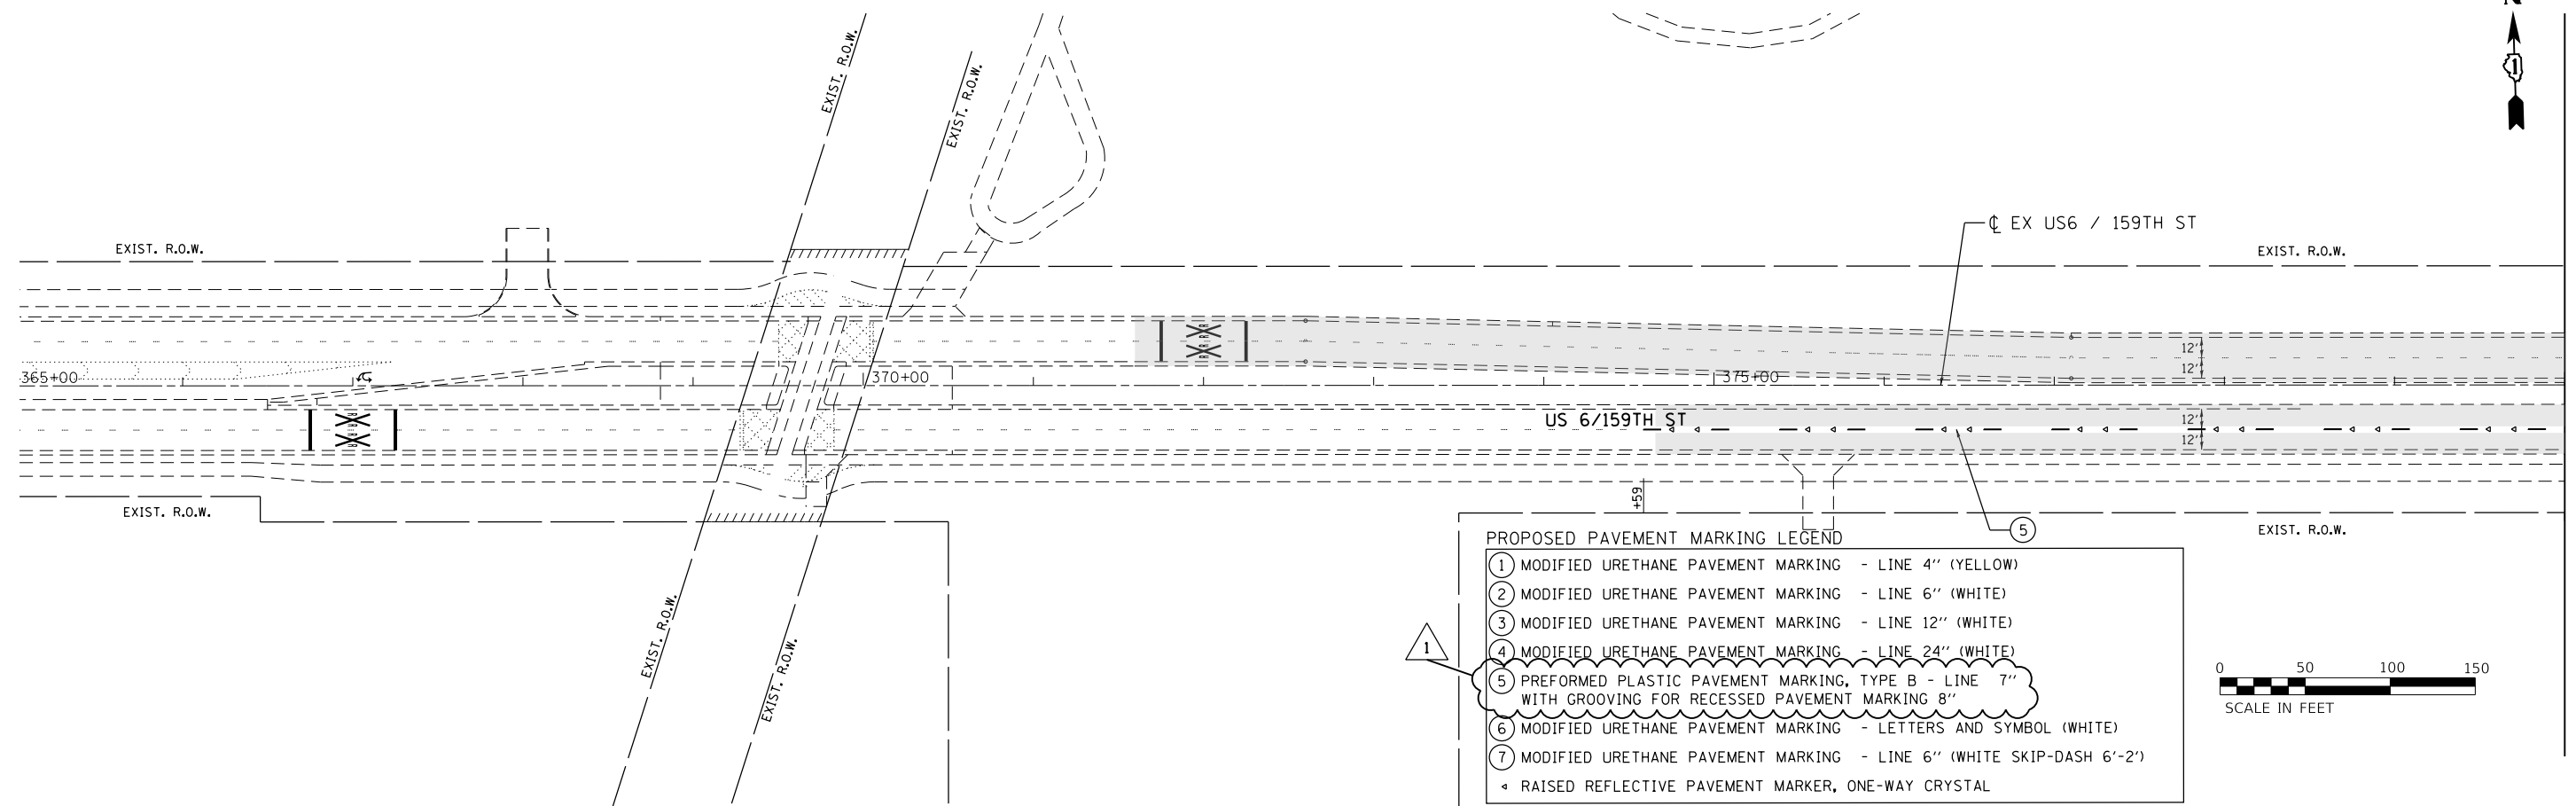 N
1
EXIST. R.O.W.
EXIST. R.O.W.
℄ EX US6 / 159TH ST
EXIST. R.O.W.
EXIST. R.O.W.
12'
12'
365+00
370+00
375+00
RR
RR
RR
RR
US 6/159TH ST
12'
12'
EXIST. R.O.W.
+59
5
EXIST. R.O.W.
EXIST. R.O.W.
EXIST. R.O.W.
PROPOSED PAVEMENT MARKING LEGEND
1 MODIFIED URETHANE PAVEMENT MARKING - LINE 4'' (YELLOW)
2 MODIFIED URETHANE PAVEMENT MARKING - LINE 6'' (WHITE)
3 MODIFIED URETHANE PAVEMENT MARKING - LINE 12'' (WHITE)
1
4 MODIFIED URETHANE PAVEMENT MARKING - LINE 24'' (WHITE)
5 PREFORMED PLASTIC PAVEMENT MARKING, TYPE B - LINE 7''
WITH GROOVING FOR RECESSED PAVEMENT MARKING 8''
6 MODIFIED URETHANE PAVEMENT MARKING - LETTERS AND SYMBOL (WHITE)
7 MODIFIED URETHANE PAVEMENT MARKING - LINE 6'' (WHITE SKIP-DASH 6'-2')
RAISED REFLECTIVE PAVEMENT MARKER, ONE-WAY CRYSTAL
0 50 100 150
SCALE IN FEET